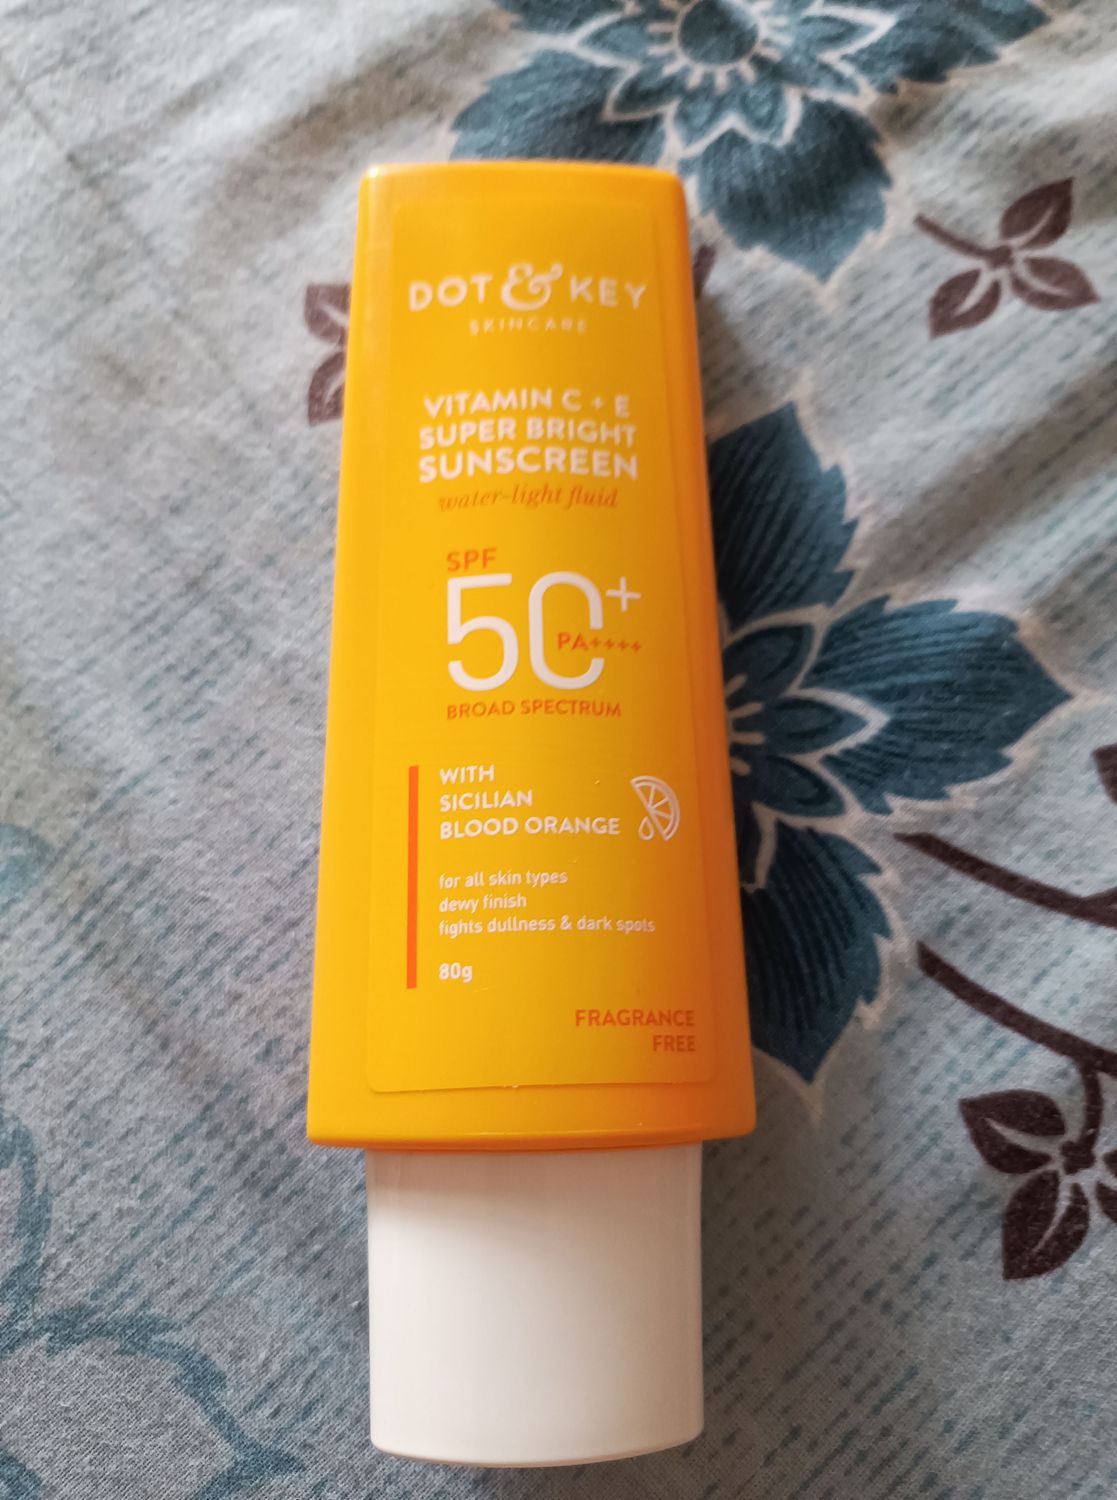 DOT & KEY
SKINCARE
VITAMIN C + E
SUPER BRIGHT
SUNSCREEN
water-light fluid
SPF
50+
PA++++
BROAD SPECTRUM
WITH
SICILIAN
BLOOD ORANGE
for all skin types
dewy finish
fights dullness & dark spots
80g
FRAGRANCE
FREE